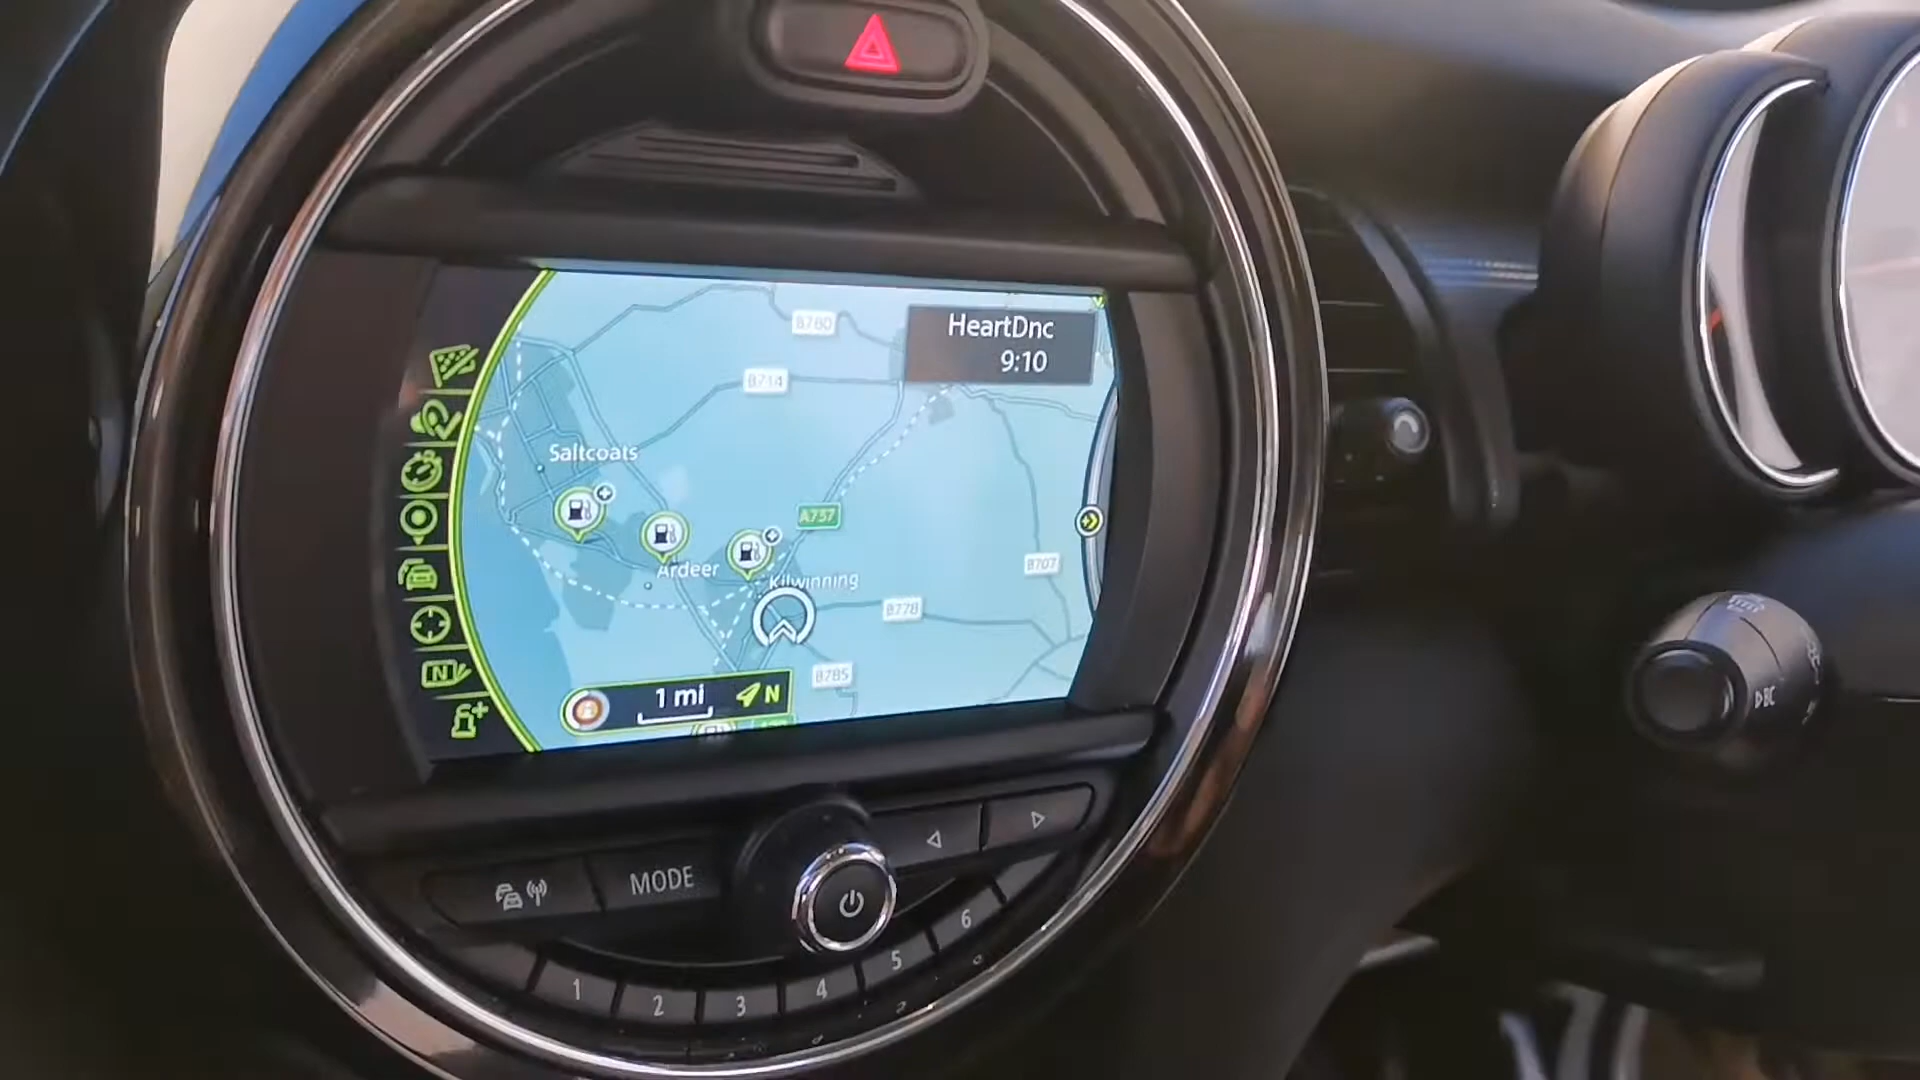 B780
HeartDnc
9:10
B714
Saltcoats
A737
Ardeer
Kilwinning
B707
B778
B785
1 mi
N
N
MODE
1
2
3
4
5
6
BC